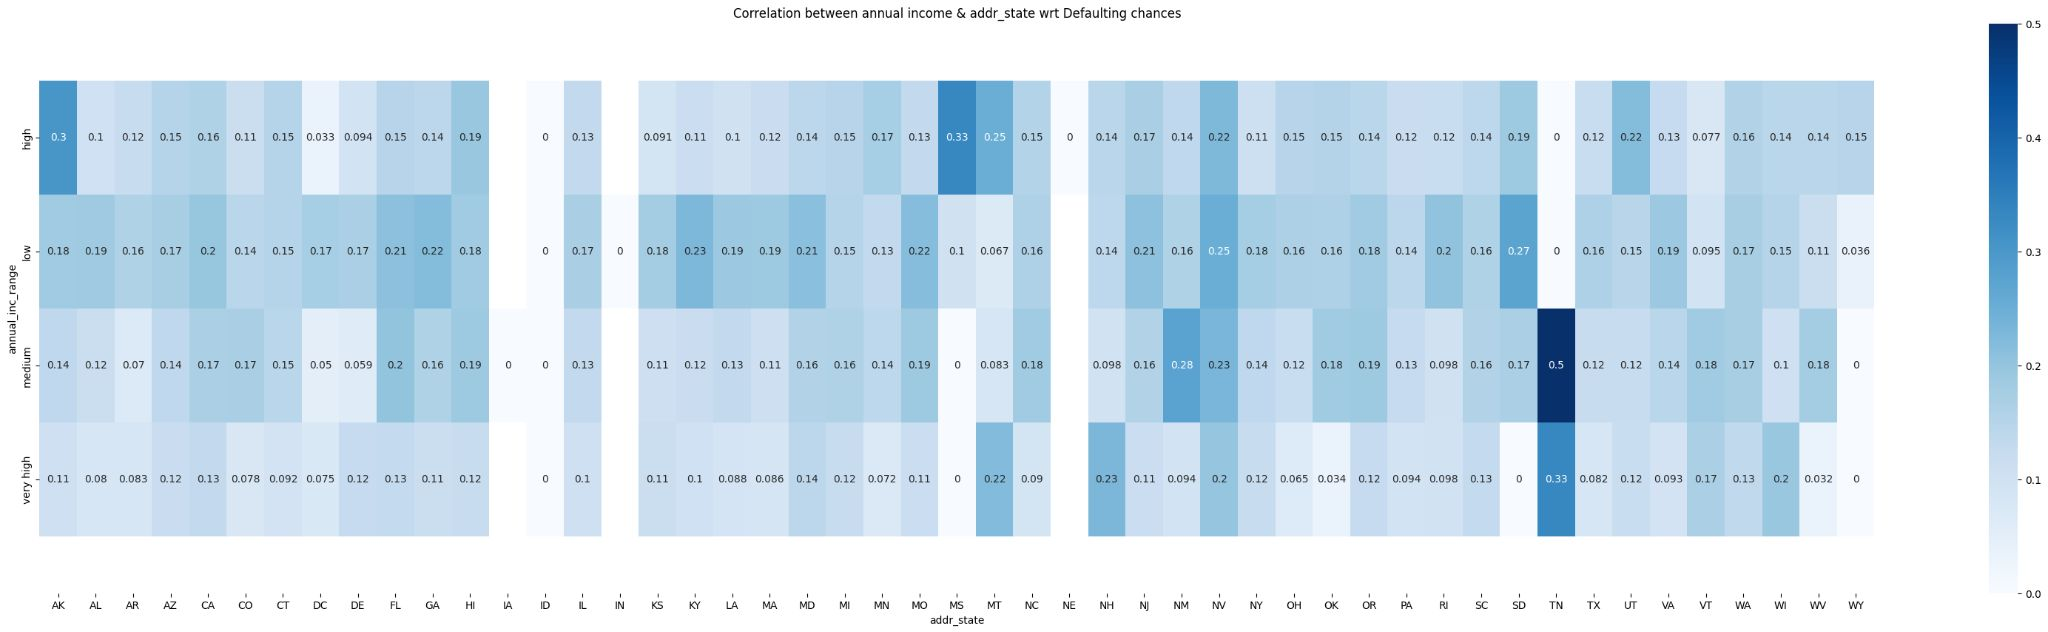 Correlation between annual income & addr_state wrt Defaulting chances
annual_inc_range
high
0.3 0.1 0.12 0.15 0.16 0.11 0.15 0.033 0.094 0.15 0.14 0.19 0 0.13 0.091 0.11 0.1 0.12 0.14 0.15 0.17 0.13 0.33 0.25 0.15 0 0.14 0.17 0.14 0.22 0.11 0.15 0.15 0.14 0.12 0.12 0.14 0.19 0 0.12 0.22 0.13 0.077 0.16 0.14 0.14 0.15
low
0.18 0.19 0.16 0.17 0.2 0.14 0.15 0.17 0.17 0.21 0.22 0.18 0 0.17 0 0.18 0.23 0.19 0.19 0.21 0.15 0.13 0.22 0.1 0.067 0.16 0.14 0.21 0.16 0.25 0.18 0.16 0.16 0.18 0.14 0.2 0.16 0.27 0 0.16 0.15 0.19 0.095 0.17 0.15 0.11 0.036
medium
0.14 0.12 0.07 0.14 0.17 0.17 0.15 0.05 0.059 0.2 0.16 0.19 0 0 0.13 0.11 0.12 0.13 0.11 0.16 0.16 0.14 0.19 0 0.083 0.18 0.098 0.16 0.28 0.23 0.14 0.12 0.18 0.19 0.13 0.098 0.16 0.17 0.5 0.12 0.12 0.14 0.18 0.17 0.1 0.18 0
very high
0.11 0.08 0.083 0.12 0.13 0.078 0.092 0.075 0.12 0.13 0.11 0.12 0 0.1 0.11 0.1 0.088 0.086 0.14 0.12 0.072 0.11 0 0.22 0.09 0.23 0.11 0.094 0.2 0.12 0.065 0.034 0.12 0.094 0.098 0.13 0 0.33 0.082 0.12 0.093 0.17 0.13 0.2 0.032 0
AK AL AR AZ CA CO CT DC DE FL GA HI IA ID IL IN KS KY LA MA MD MI MN MO MS MT NC NE NH NJ NM NV NY OH OK OR PA RI SC SD TN TX UT VA VT WA WI WV WY
addr_state
0.5
0.4
0.3
0.2
0.1
0.0